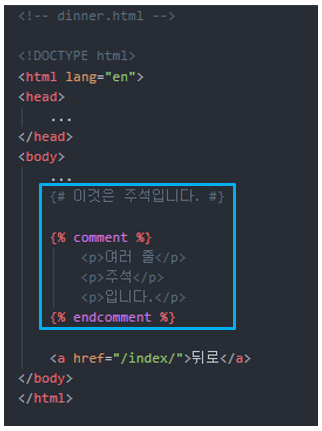 <!-- dinner.html -->
<!DOCTYPE html>
<html lang="en">
<head>
...
</head>
<body>
...
{# 이것은 주석입니다. #}
{% comment %}
<p>여러 줄</p>
<p>주석</p>
<p>입니다.</p>
{% endcomment %}
<a href="/index/">뒤로</a>
</body>
</html>